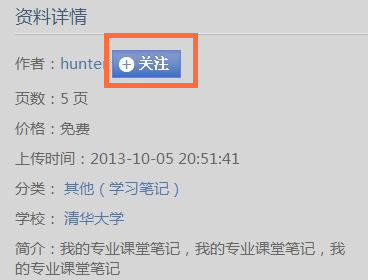 资料详情
作者：hunter 关注
页数：5 页
价格：免费
上传时间：2013-10-05 20:51:41
分类： 其他（学习笔记）
学校： 清华大学
简介：我的专业课堂笔记，我的专业课堂笔记，我
的专业课堂笔记